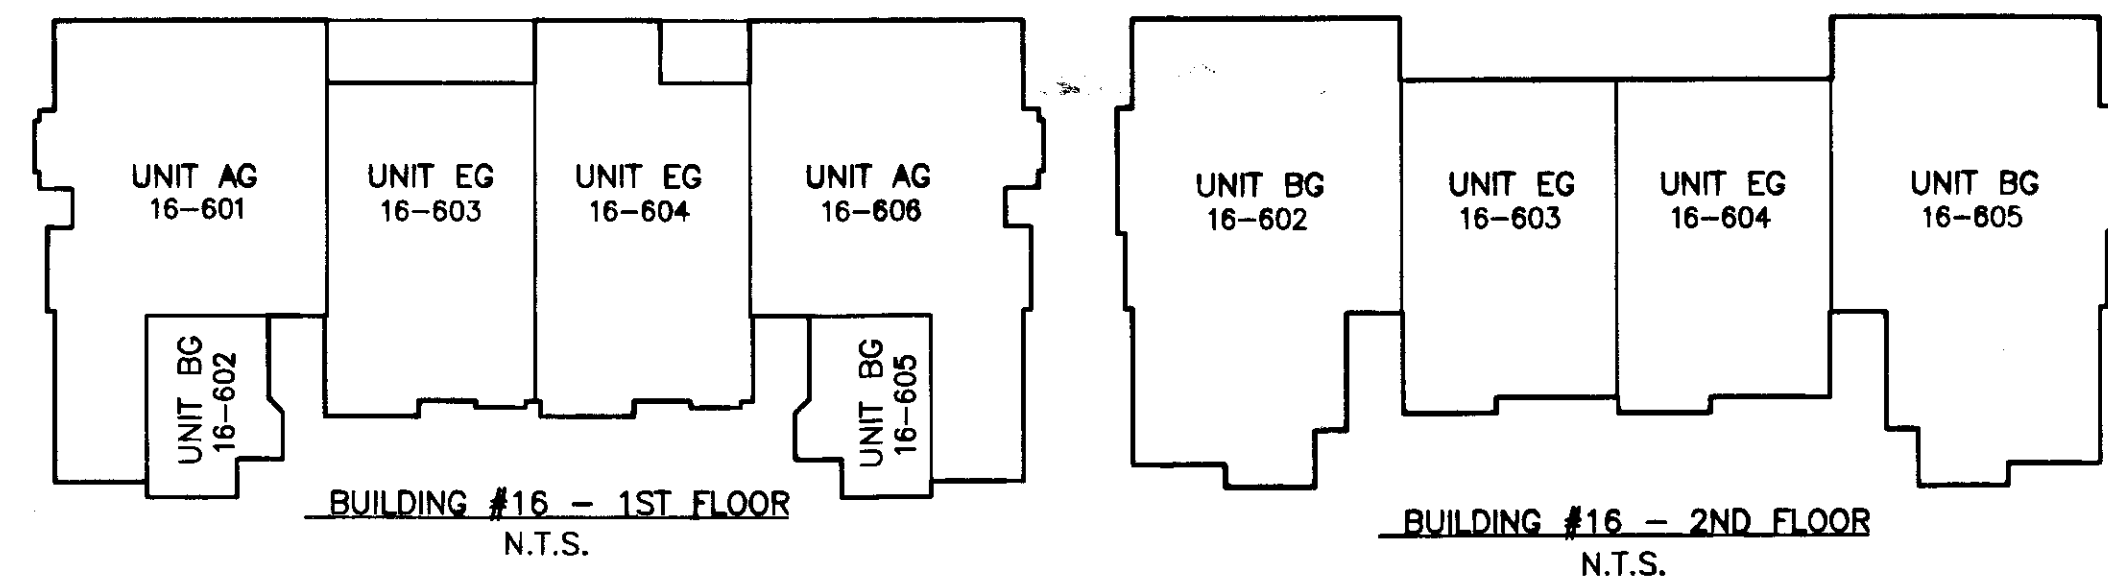 UNIT AG
16-601
UNIT EG
16-603
UNIT EG
16-604
UNIT AG
16-606
UNIT BG
16-602
UNIT BG
16-605
BUILDING #16 - 1ST FLOOR
N.T.S.
UNIT BG
16-602
UNIT EG
16-603
UNIT EG
16-604
UNIT BG
16-605
BUILDING #16 - 2ND FLOOR
N.T.S.